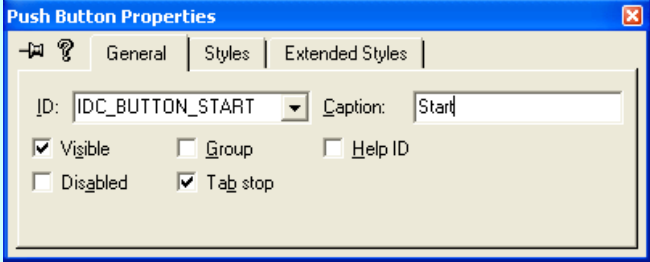 Push Button Properties
General Styles Extended Styles
ID: IDC_BUTTON_START Caption: Start
Visible Group Help ID
Disabled Tab stop